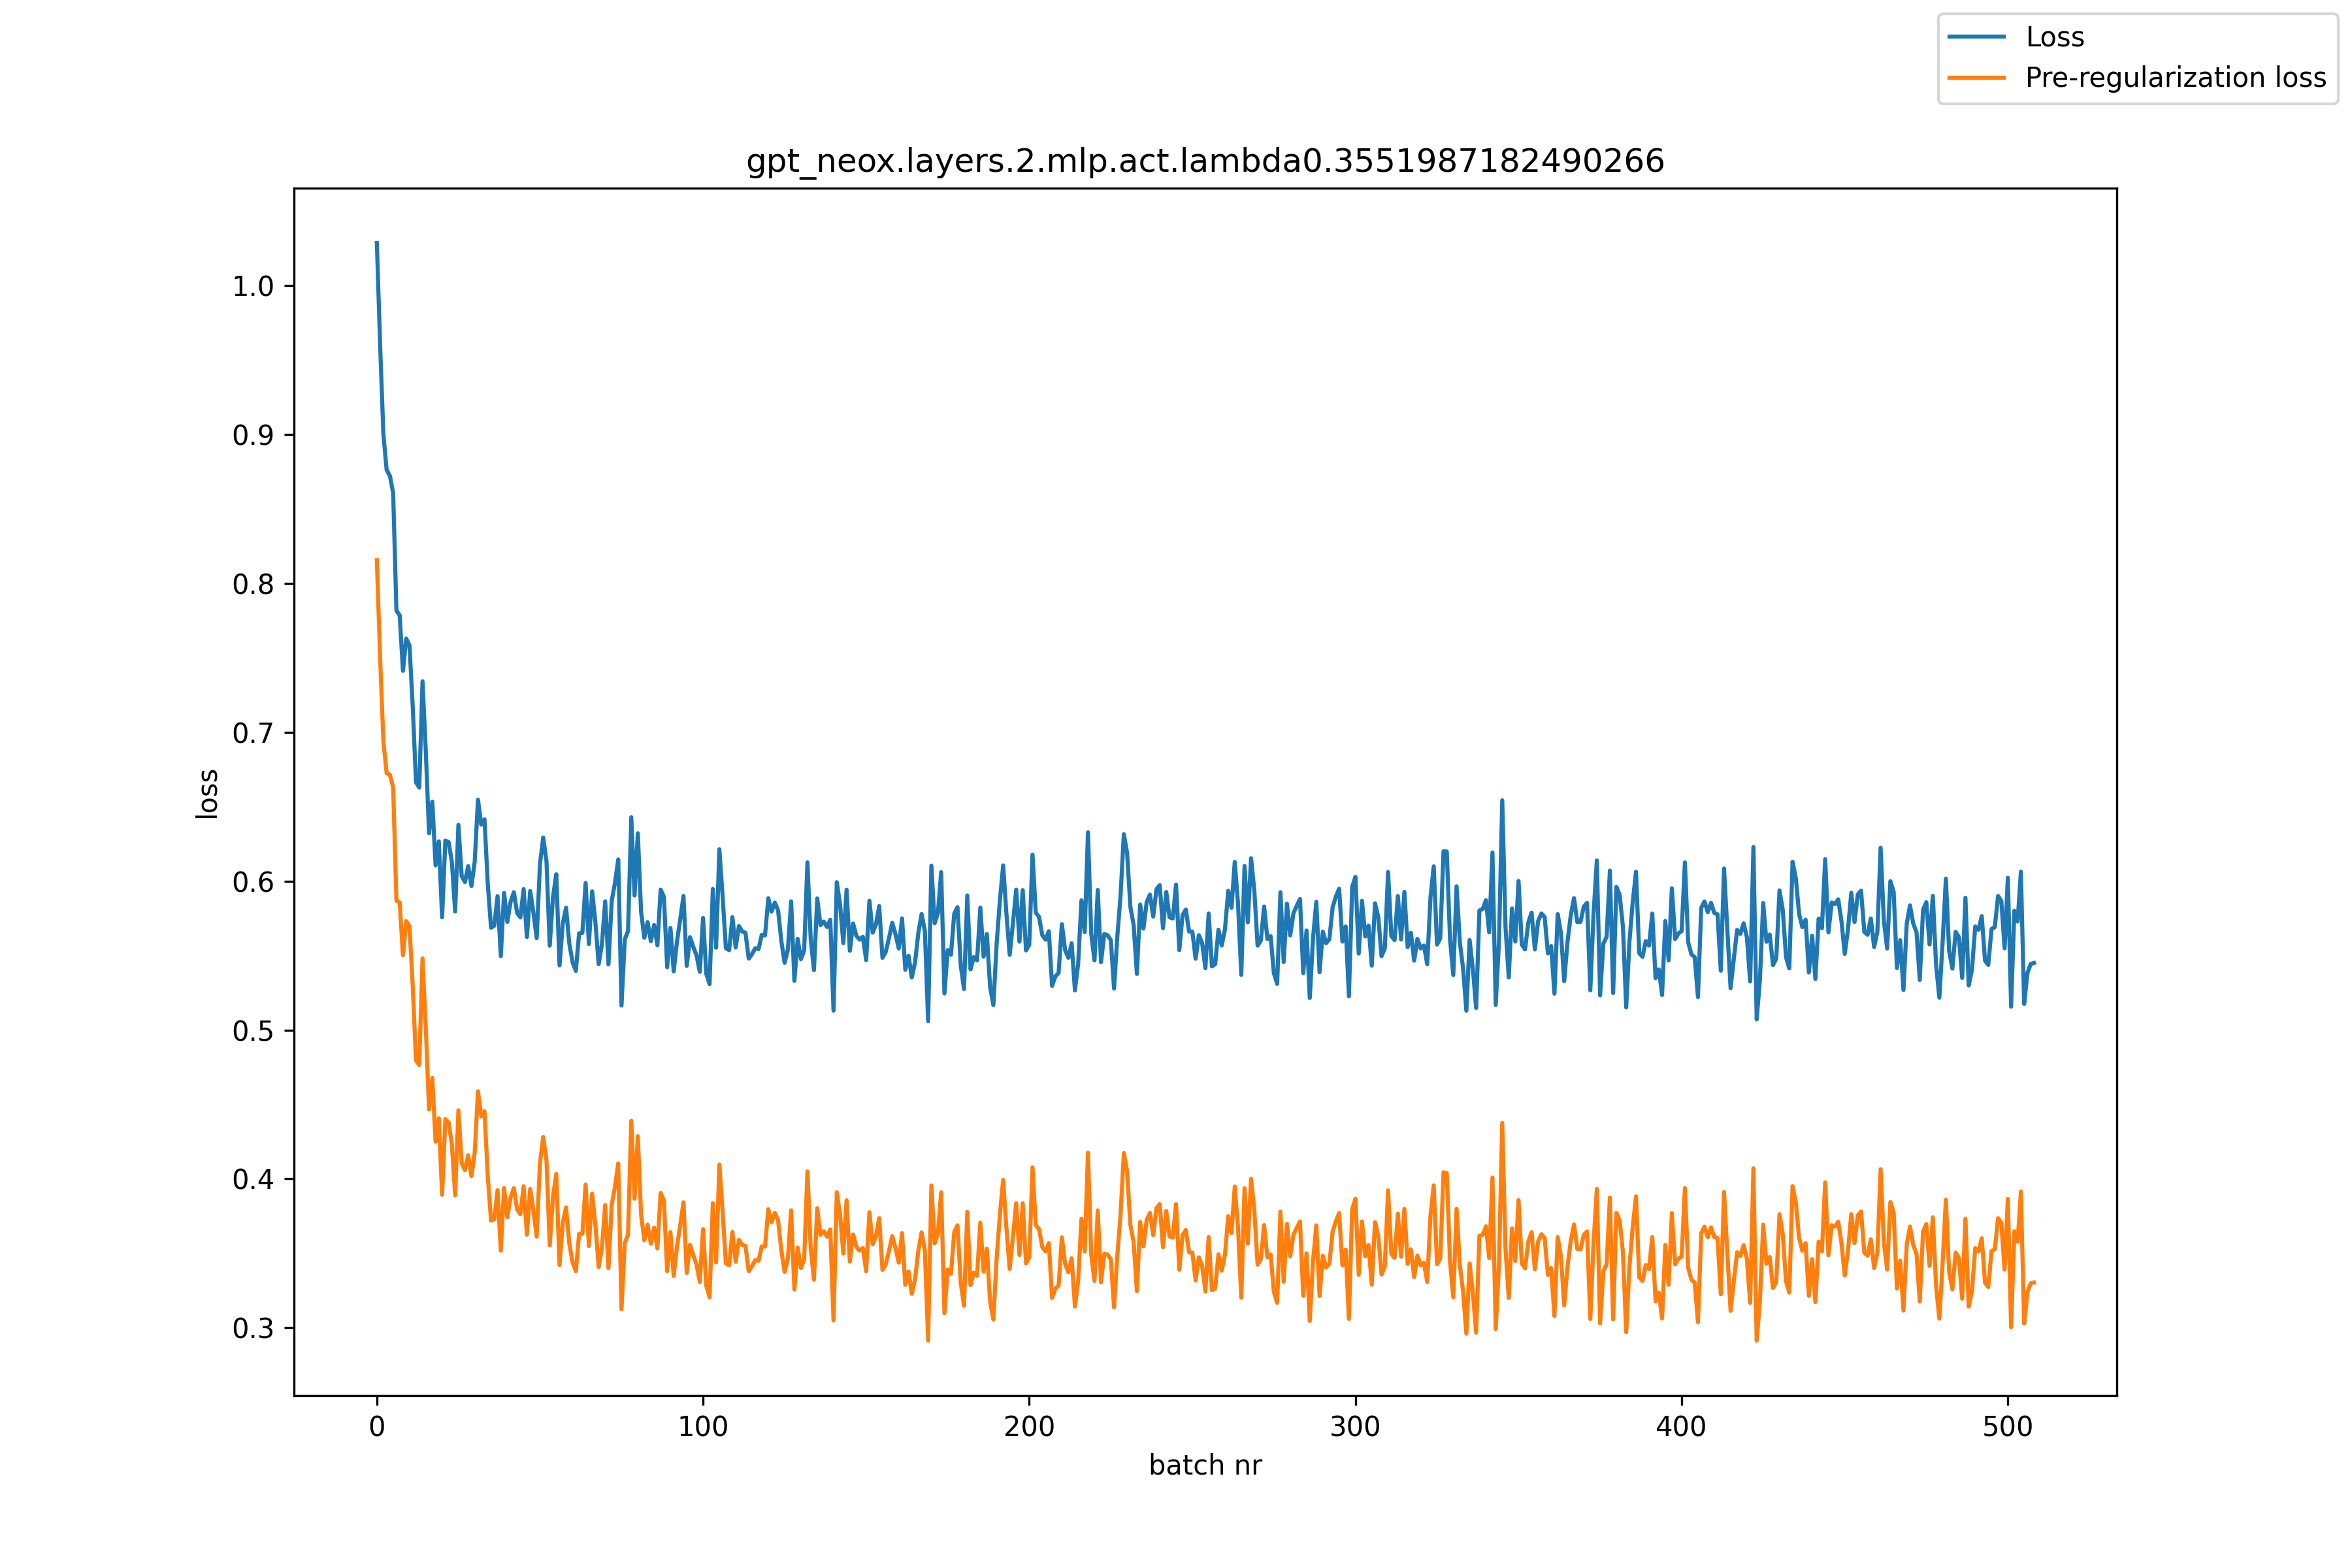 Loss
Pre-regularization loss
gpt_neox.layers.2.mlp.act.lambda0.3551987182490266
1.0
0.9
0.8
0.7
0.6
0.5
0.4
0.3
loss
0 100 200 300 400 500
batch nr